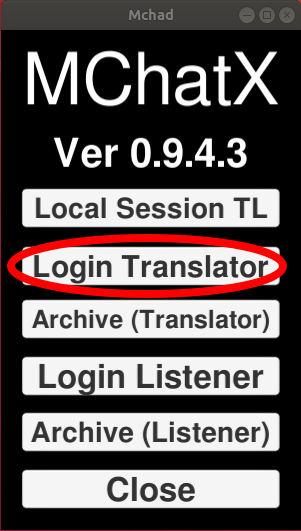 Mchad
MChatX
Ver 0.9.4.3
Local Session TL
Login Translator
Archive (Translator)
Login Listener
Archive (Listener)
Close